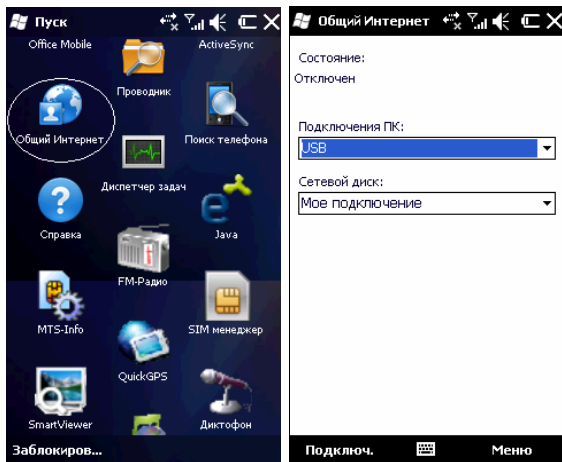 Пуск
Office Mobile
ActiveSync
Проводник
Общий Интернет
Поиск телефона
Диспетчер задач
Справка
Java
FM-Радио
MTS-Info
SIM менеджер
QuickGPS
SmartViewer
Диктофон
Заблокиров...
Общий Интернет
Состояние:
Отключен
Подключения ПК:
USB
Сетевой диск:
Мое подключение
Подключ.
Меню